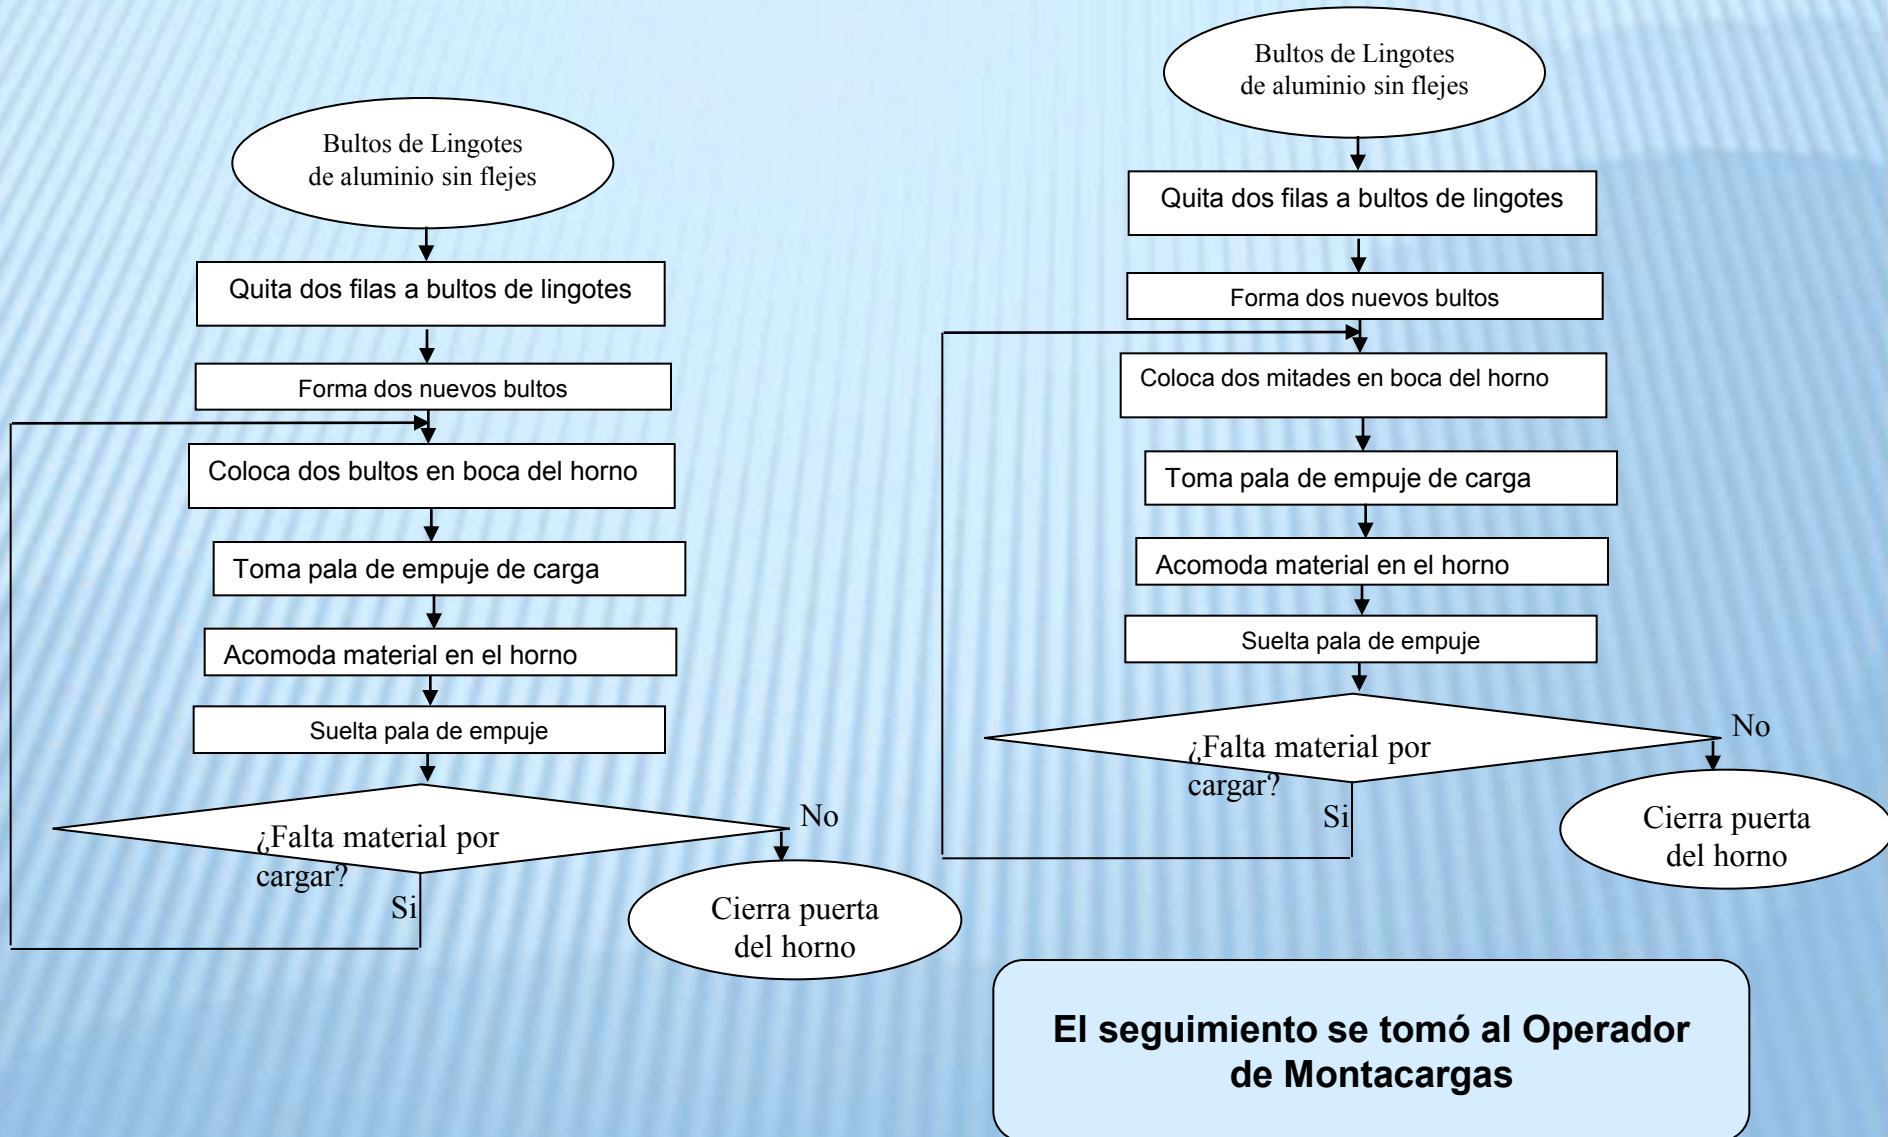 Bultos de Lingotes
de aluminio sin flejes
Quita dos filas a bultos de lingotes
Forma dos nuevos bultos
Coloca dos bultos en boca del horno
Toma pala de empuje de carga
Acomoda material en el horno
Suelta pala de empuje
¿Falta material por
cargar?
No
Si
Cierra puerta
del horno
Bultos de Lingotes
de aluminio sin flejes
Quita dos filas a bultos de lingotes
Forma dos nuevos bultos
Coloca dos mitades en boca del horno
Toma pala de empuje de carga
Acomoda material en el horno
Suelta pala de empuje
¿Falta material por
cargar?
No
Si
Cierra puerta
del horno
El seguimiento se tomó al Operador
de Montacargas